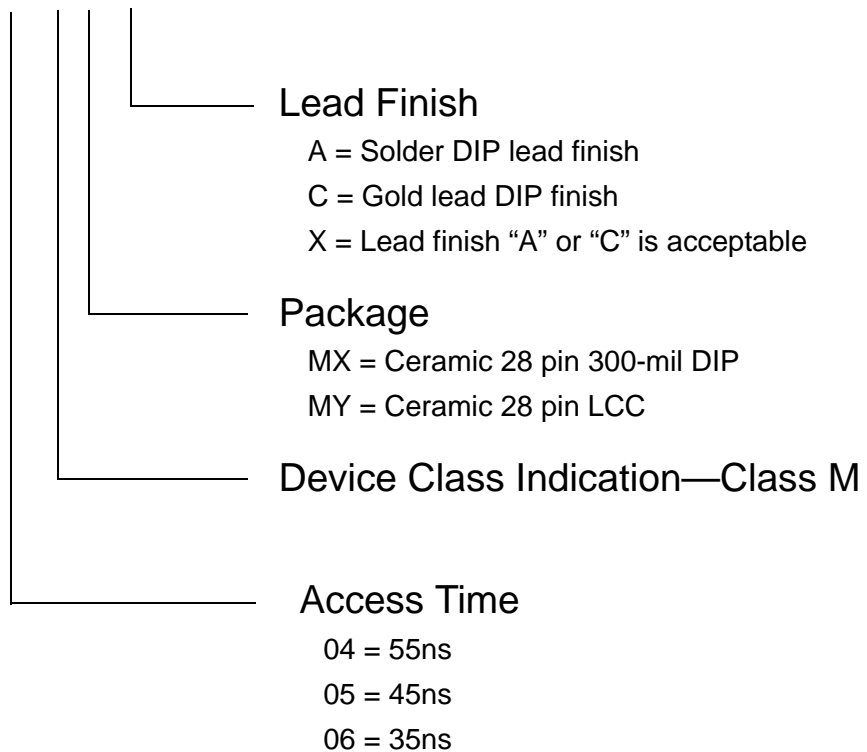 Lead Finish
A = Solder DIP lead finish
C = Gold lead DIP finish
X = Lead finish “A” or “C” is acceptable
Package
MX = Ceramic 28 pin 300-mil DIP
MY = Ceramic 28 pin LCC
Device Class Indication—Class M
Access Time
04 = 55ns
05 = 45ns
06 = 35ns